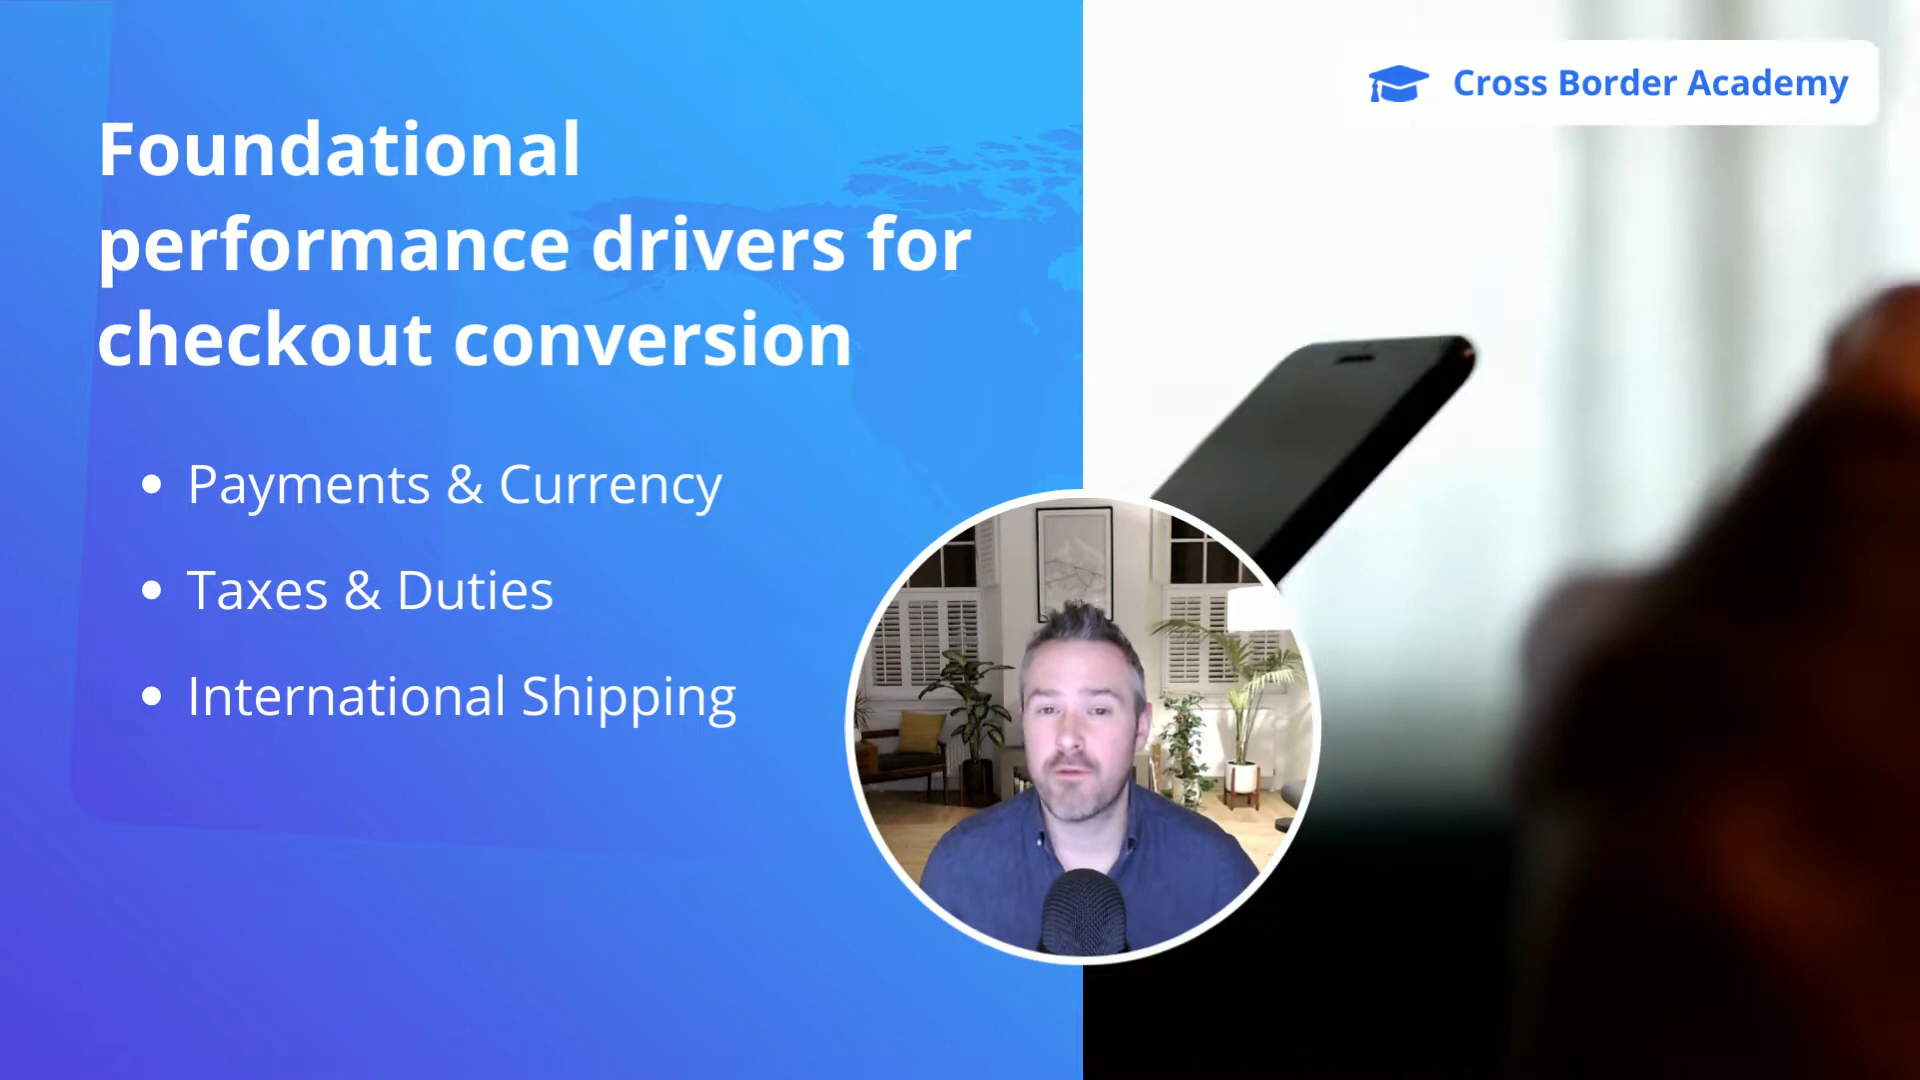 Cross Border Academy
Foundational
performance drivers for
checkout conversion
• Payments & Currency
• Taxes & Duties
• International Shipping